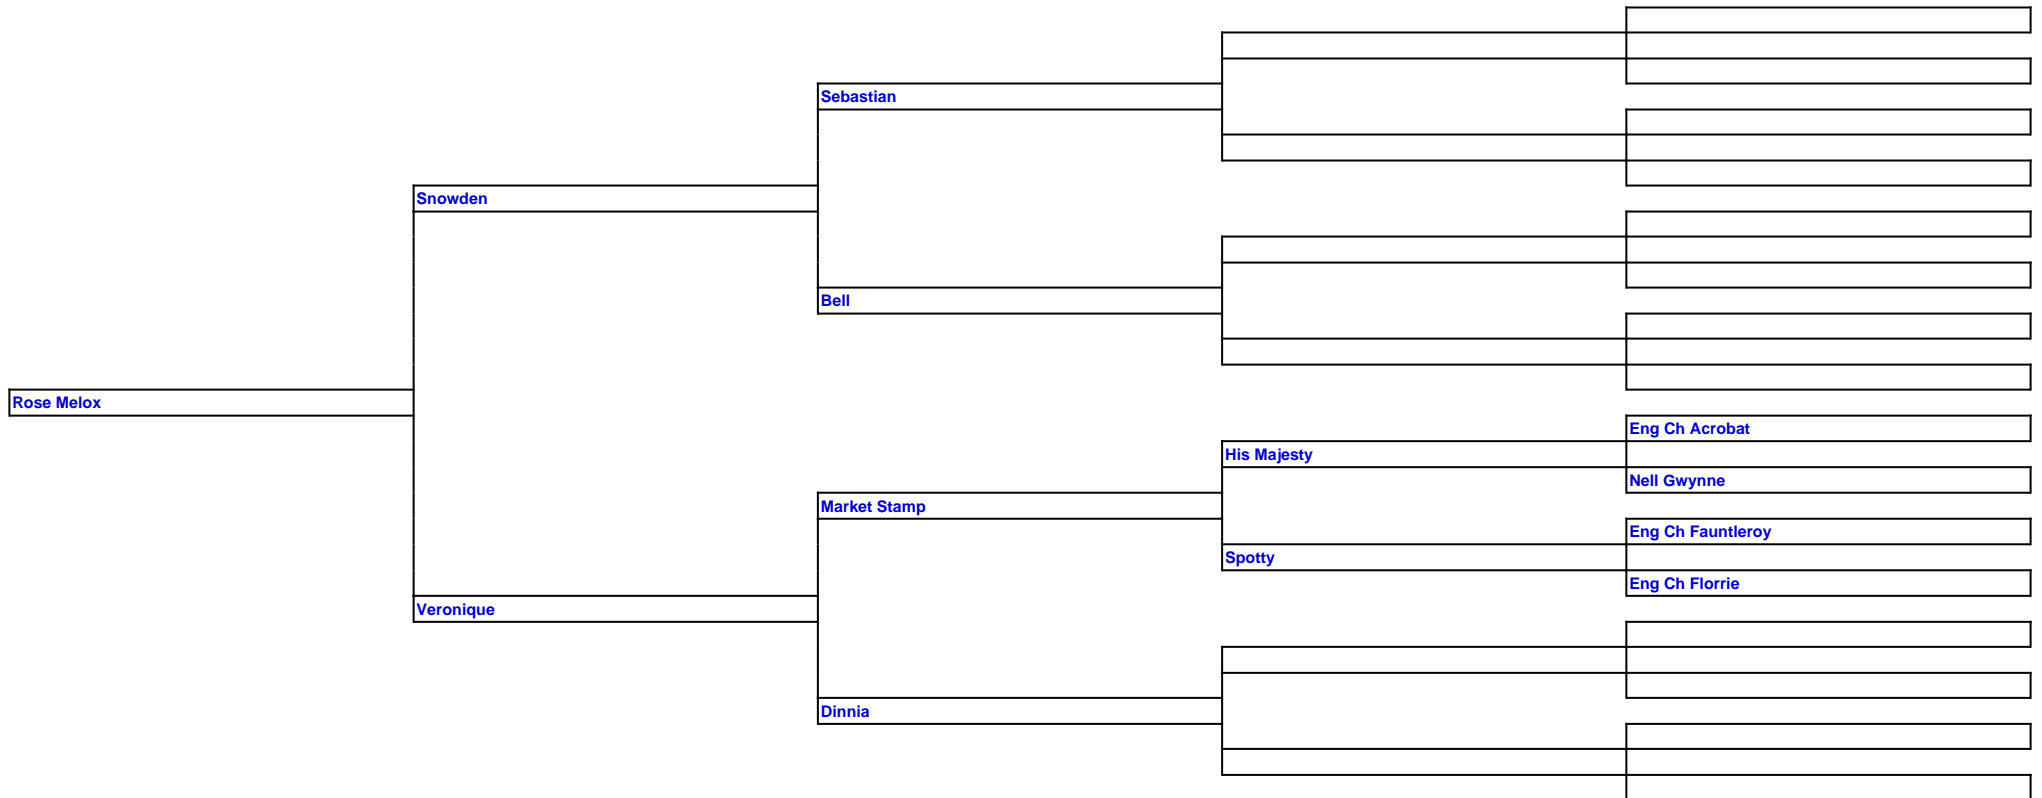 Sebastian
Snowden
Bell
Rose Melox
Eng Ch Acrobat
His Majesty
Nell Gwynne
Market Stamp
Eng Ch Fauntleroy
Spotty
Eng Ch Florrie
Veronique
Dinnia